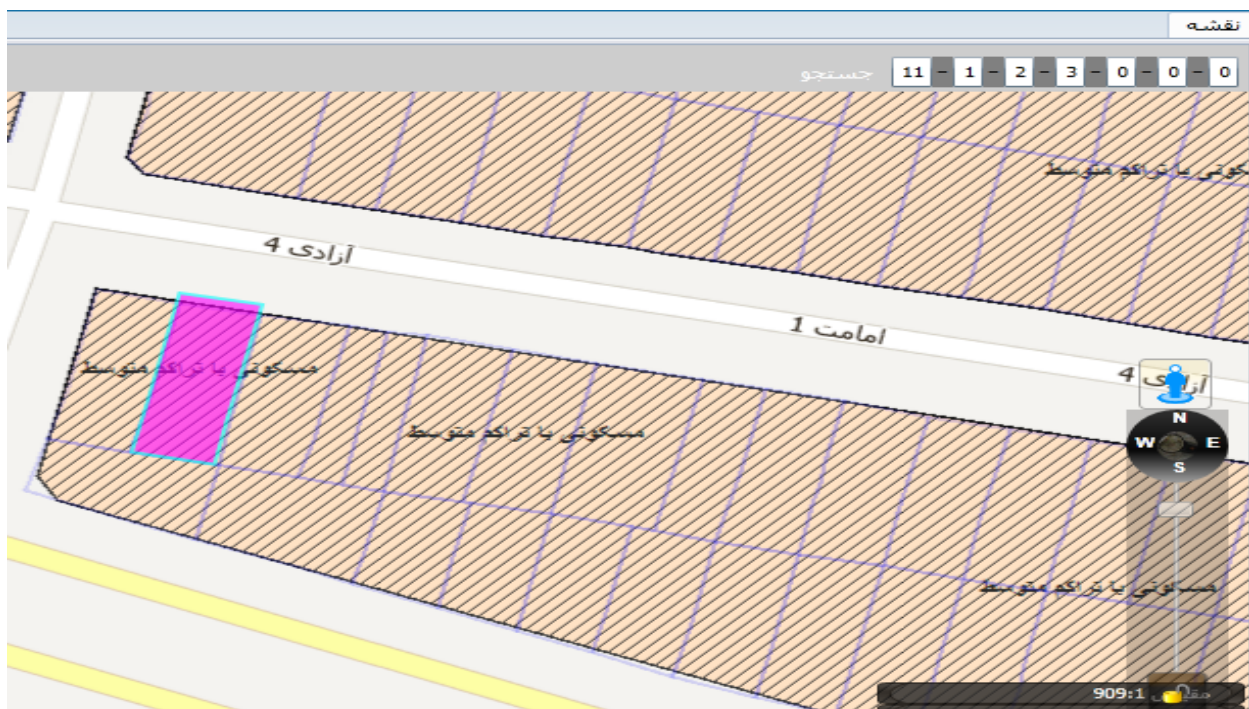 نقشه
جستجو 11 - 1 - 2 - 3 - 0 - 0 - 0
مسکونی با تراکم متوسط
آزادی 4
امامت 1
مسکونی با تراکم متوسط
آزادی 4
N
مسکونی با تراکم متوسط
W E
S
مسکونی با تراکم متوسط
909:1